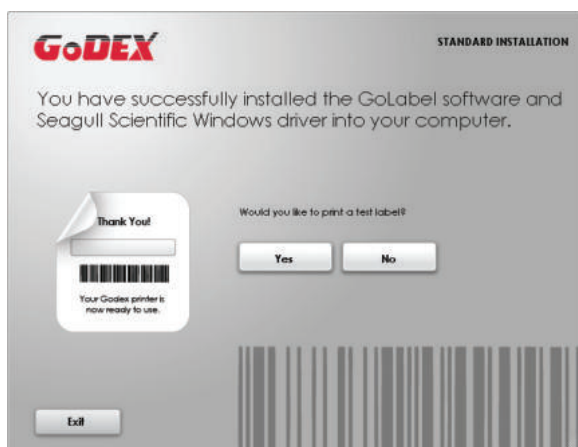 GoDEX
STANDARD INSTALLATION
You have successfully installed the GoLabel software and
Seagull Scientific Windows driver into your computer.
Thank You!
Your Godex printer is
now ready to use.
Would you like to print a test label?
Yes
No
Exit